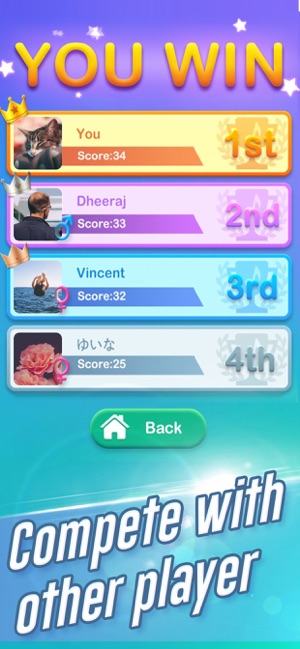 YOU WIN
You
Score:34
1st
Dheeraj
Score:33
2nd
Vincent
Score:32
3rd
ゆいな
Score:25
4th
Back
Compete with
other player